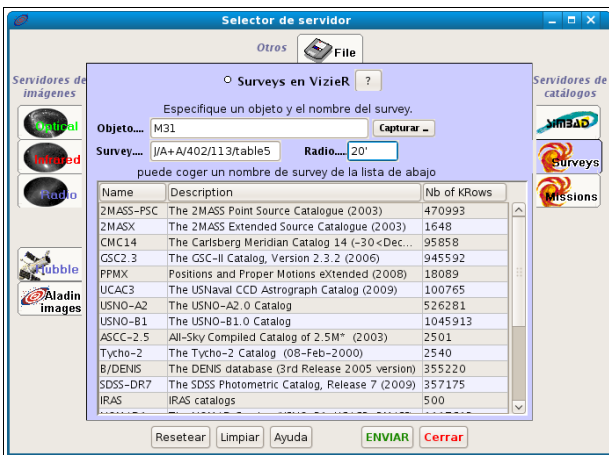 Selector de servidor
Otros
File
Servidores de imágenes
Optical
Infrared
Radio
Hubble
Aladin images
Surveys en VizieR ?
Especifique un objeto y el nombre del survey.
Objeto.... M31 Capturar
Survey.... J/A+A/402/113/table5 Radio.... 20'
puede coger un nombre de survey de la lista de abajo
Name Description Nb of KRows
2MASS-PSC The 2MASS Point Source Catalogue (2003) 470993
2MASX The 2MASS Extended Source Catalogue (2003) 1648
CMC14 The Carlsberg Meridian Catalog 14 (-30<Dec... 95858
GSC2.3 The GSC-II Catalog, Version 2.3.2 (2006) 945592
PPMX Positions and Proper Motions eXtended (2008) 18089
UCAC3 The USNaval CCD Astrograph Catalog (2009) 100765
USNO-A2 The USNO-A2.0 Catalog 526281
USNO-B1 The USNO-B1.0 Catalog 1045913
ASCC-2.5 All-Sky Compiled Catalog of 2.5M* (2003) 2501
Tycho-2 The Tycho-2 Catalog (08-Feb-2000) 2540
B/DENIS The DENIS database (3rd Release 2005 version) 355220
SDSS-DR7 The SDSS Photometric Catalog, Release 7 (2009) 357175
IRAS IRAS catalogs 500
Servidores de catálogos
SIMBAD
Surveys
Missions
Resetear Limpiar Ayuda ENVIAR Cerrar